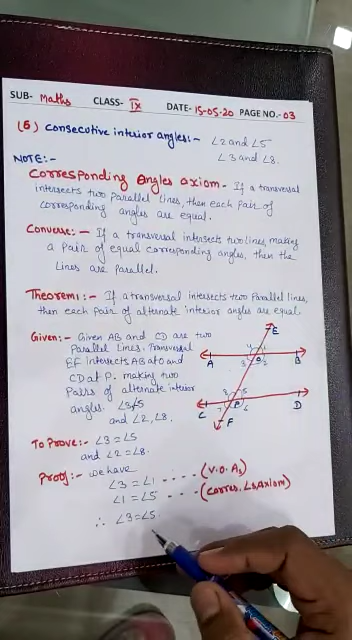 SUB- Maths CLASS- IX DATE- 15-05-20 PAGE NO.- 03
(5) Consecutive interior angles:- ∠2 and ∠5
∠3 and ∠8.
NOTE:-
Corresponding Angles axiom - If a transversal
intersects two parallel lines, then each pair of
corresponding angles are equal.
Converse:- If a transversal intersects two lines, making
a pair of equal corresponding angles, then the
lines are parallel.
Theorem1:- If a transversal intersects two Parallel lines,
then each pair of alternate interior angles are equal.
Given:- Given AB and CD are two
Parallel lines. Transversal
EF intersects AB at O and
CD at P. making two
Pairs of alternate interior
angles. ∠3,∠5
and ∠2, ∠8.
E
A B
C D
P
F
To Prove:- ∠3 = ∠5
and ∠2 = ∠8.
Proof:- we have
∠3 = ∠1 .... (V.O.As)
∠1 = ∠5 ... (Corres. ∠s Axiom)
∴ ∠3 = ∠5.